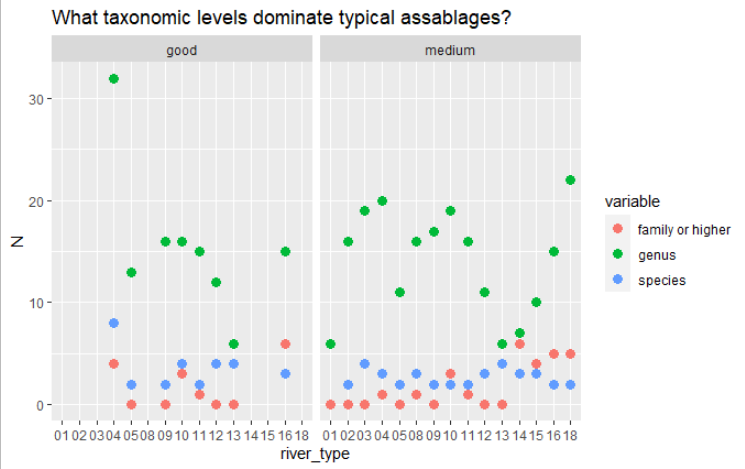 What taxonomic levels dominate typical assablages?
good
medium
30
20
10
0
N
01 02 03 04 05 08 09 10 11 12 13 14 15 16 18
01 02 03 04 05 08 09 10 11 12 13 14 15 16 18
river_type
variable
family or higher
genus
species